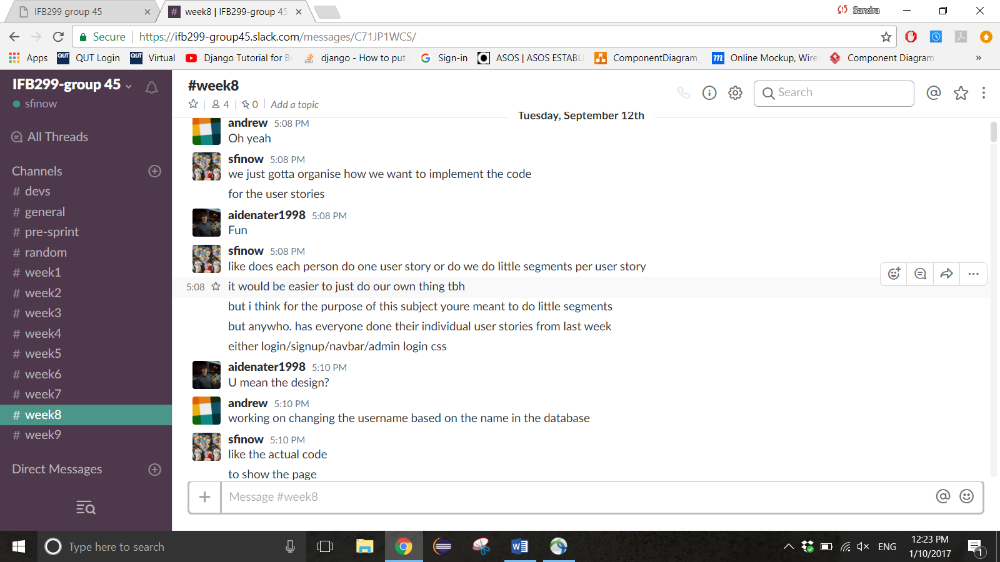 IFB299 group 45
week8 | IFB299-group 45
Sandra
Secure
https://ifb299-group45.slack.com/messages/C71JP1WCS/
Apps
QUT
QUT Login
QUT
Virtual
Django Tutorial for Be
django - How to put
Sign-in
ASOS | ASOS ESTABLI
ComponentDiagram_
Online Mockup, Wire
Component Diagram
»
IFB299-group 45
sfinow
All Threads
Channels
# devs
# general
# pre-sprint
# random
# week1
# week2
# week3
# week4
# week5
# week6
# week7
# week8
# week9
Direct Messages
#week8
4
0
Add a topic
Search
Tuesday, September 12th
andrew 5:08 PM
Oh yeah
sfinow 5:08 PM
we just gotta organise how we want to implement the code
for the user stories
aidenater1998 5:08 PM
Fun
sfinow 5:08 PM
like does each person do one user story or do we do little segments per user story
5:08 it would be easier to just do our own thing tbh
but i think for the purpose of this subject youre meant to do little segments
but anywho. has everyone done their individual user stories from last week
either login/signup/navbar/admin login css
aidenater1998 5:10 PM
U mean the design?
andrew 5:10 PM
working on changing the username based on the name in the database
sfinow 5:10 PM
like the actual code
to show the page
Message #week8
Type here to search
ENG
12:23 PM
1/10/2017
1